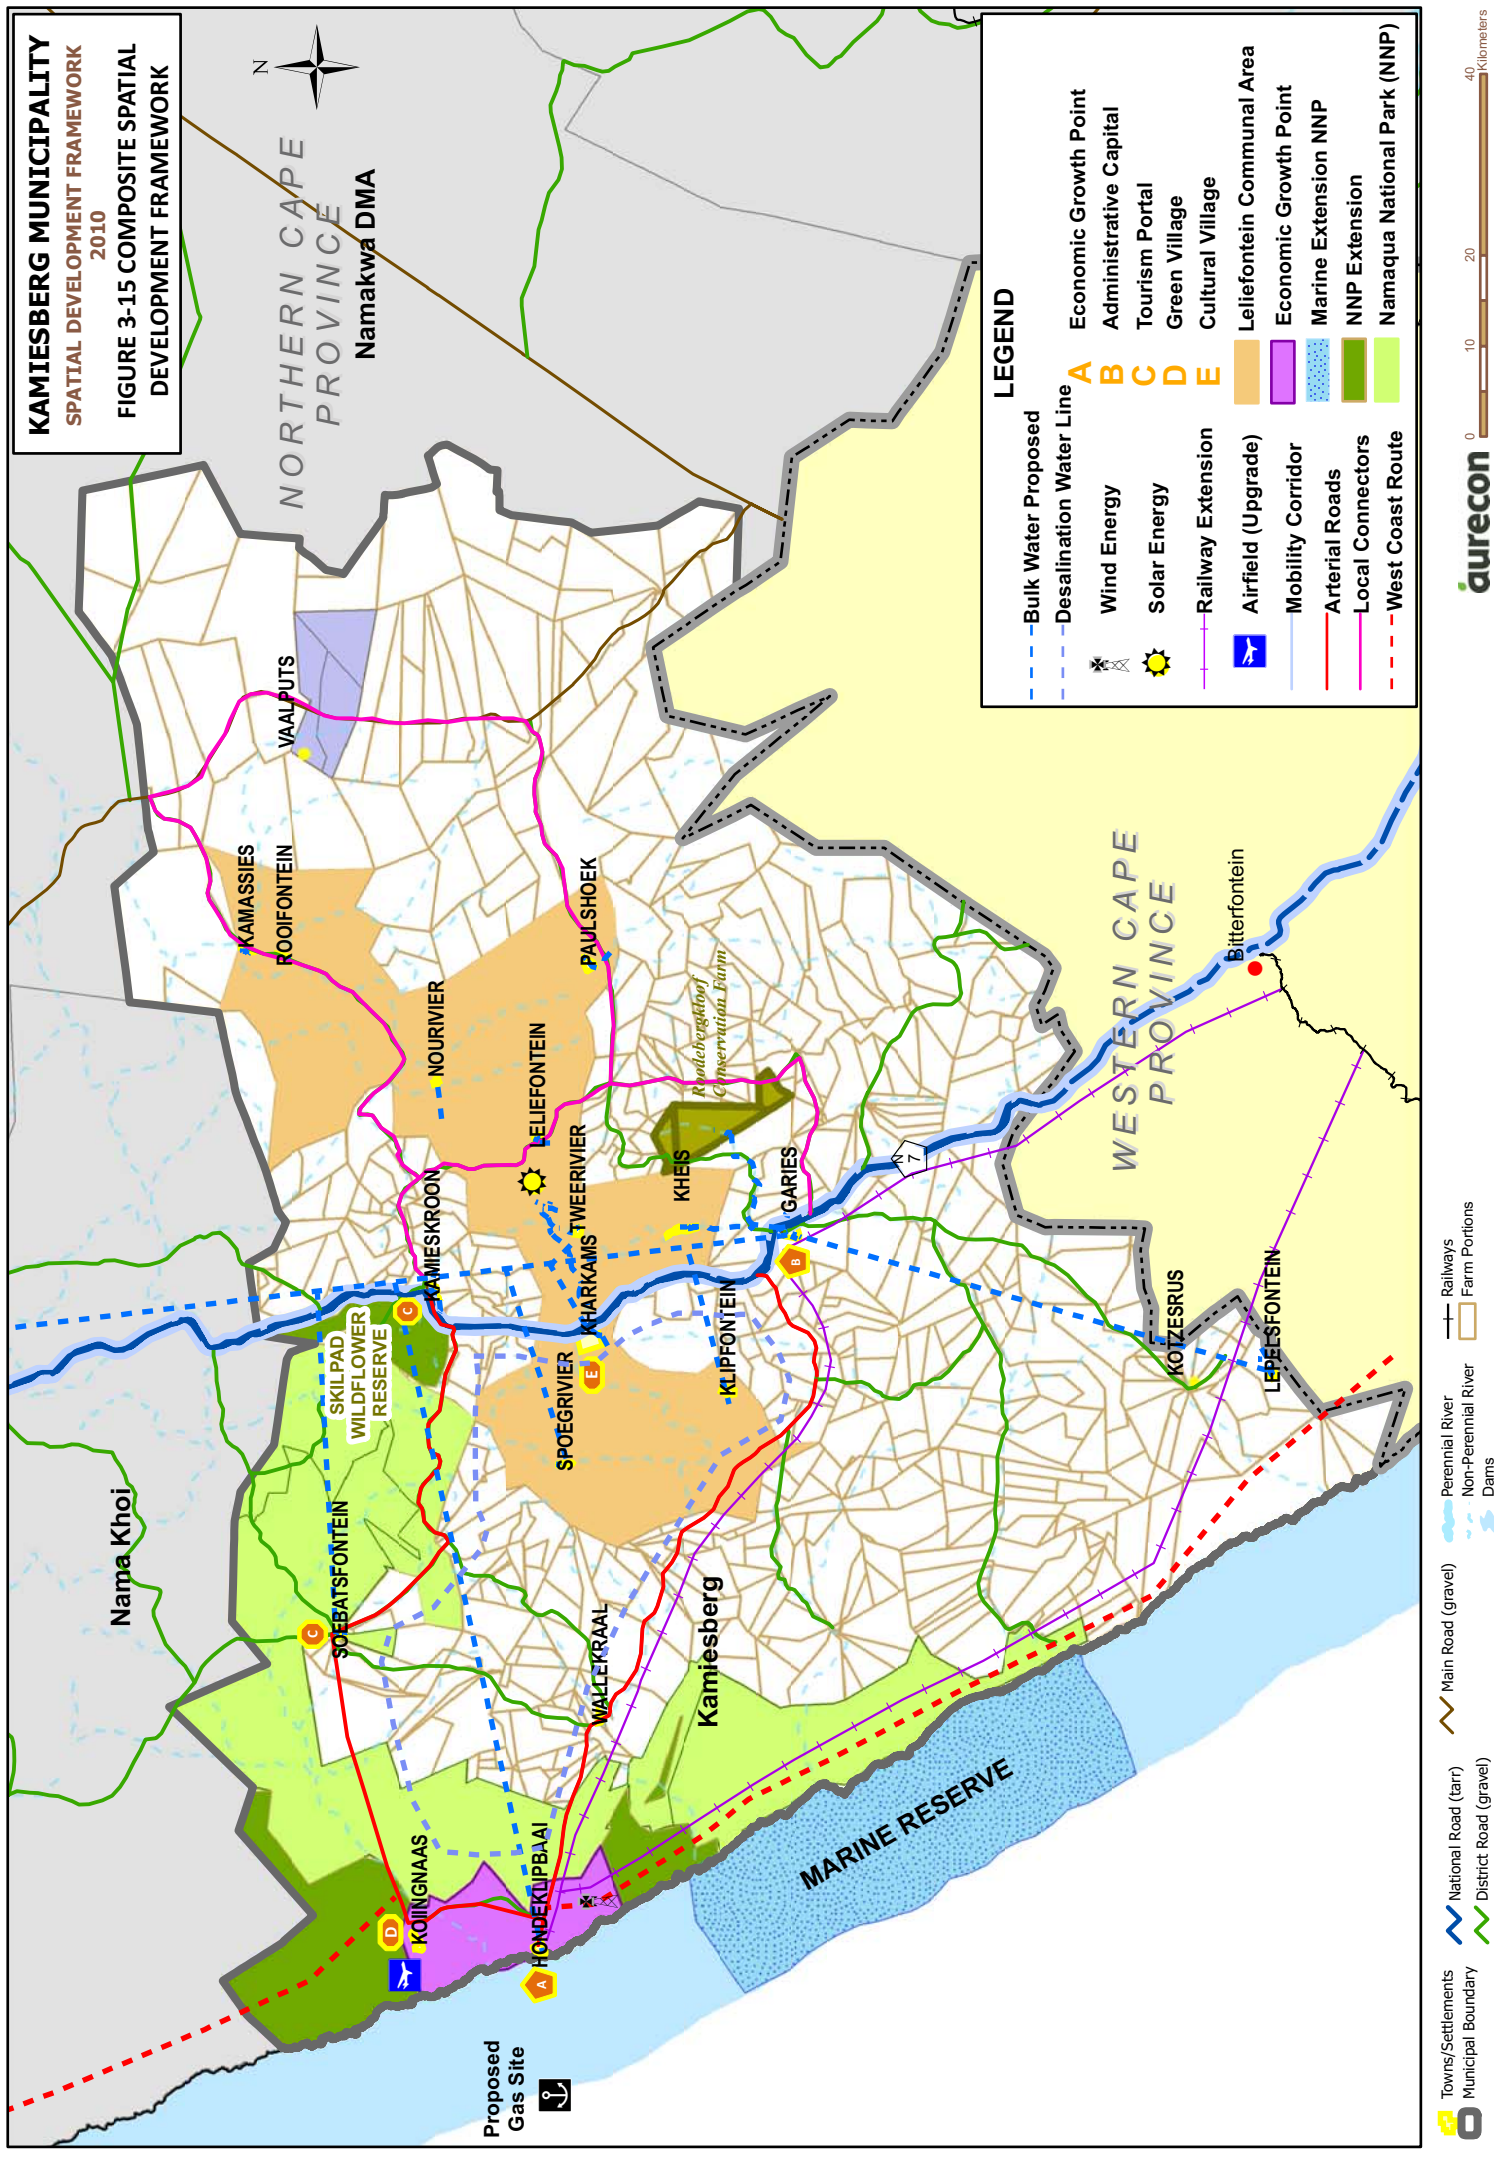 KAMIESBERG MUNICIPALITY
SPATIAL DEVELOPMENT FRAMEWORK
2010
FIGURE 3-15 COMPOSITE SPATIAL
DEVELOPMENT FRAMEWORK
N
NORTHERN CAPE
PROVINCE
Namakwa DMA
Nama Khoi
VAALPUTS
KAMASSIES
ROOIFONTEIN
NOURIVIER
PAULSHOEK
LELIEFONTEIN
Roodebergkloof
Conservation Farm
TWEERIVIER
KHEIS
GARIES
KAMIESKROON
KHARKAMS
SPOEGRIVIER
KLIPFONTEIN
SKILPAD
WILDFLOWER
RESERVE
SOEBATSFONTEIN
WALLEKRAAL
Kamiesberg
KOIINGNAAS
HONDEKLIPBAAI
KOTZESRUS
LEPELSFONTEIN
MARINE RESERVE
Proposed
Gas Site
WESTERN CAPE
PROVINCE
Bitterfontein
N
7
A
B
C
C
D
E
LEGEND
Bulk Water Proposed
Desalination Water Line
Wind Energy
Solar Energy
Railway Extension
Airfield (Upgrade)
Mobility Corridor
Arterial Roads
Local Connectors
West Coast Route
A Economic Growth Point
B Administrative Capital
C Tourism Portal
D Green Village
E Cultural Village
Leliefontein Communal Area
Economic Growth Point
Marine Extension NNP
NNP Extension
Namaqua National Park (NNP)
Towns/Settlements
Municipal Boundary
National Road (tarr)
District Road (gravel)
Main Road (gravel)
Perennial River
Non-Perennial River
Dams
Railways
Farm Portions
aurecon
0 10 20 40
Kilometers